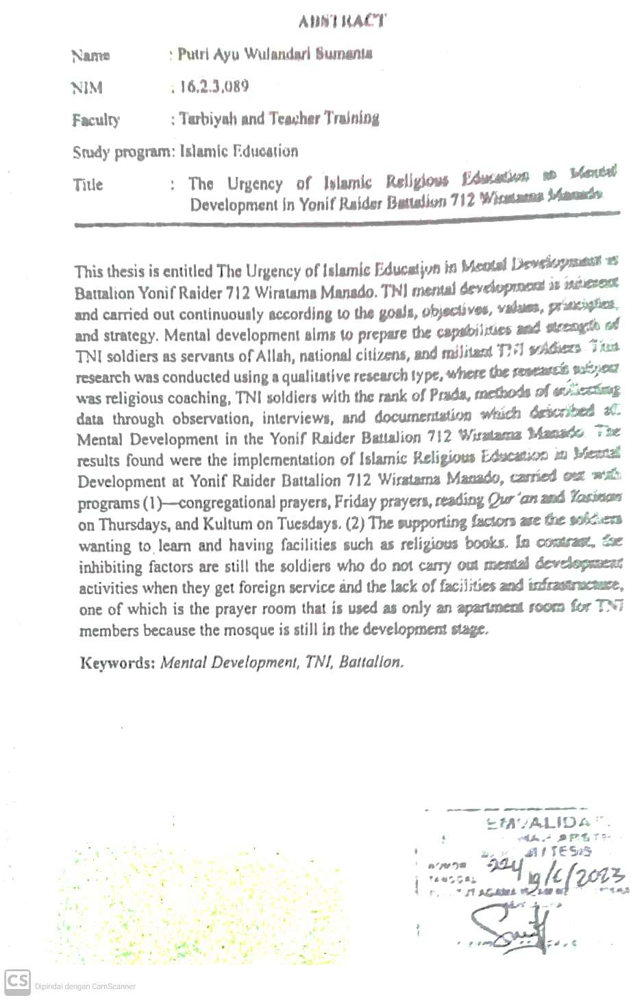 ABSTRACT
Name : Putri Ayu Wulandari Sumanta
NIM : 16.2.3.089
Faculty : Tarbiyah and Teacher Training
Study program: Islamic Education
Title : The Urgency of Islamic Religious Education in Mental
Development in Yonif Raider Battalion 712 Wiratama Manado
This thesis is entitled The Urgency of Islamic Education in Mental Development at
Battalion Yonif Raider 712 Wiratama Manado. TNI mental development is inherent
and carried out continuously according to the goals, objectives, values, principles,
and strategy. Mental development aims to prepare the capabilities and strength of
TNI soldiers as servants of Allah, national citizens, and militant TNI soldiers. This
research was conducted using a qualitative research type, where the research subject
was religious coaching, TNI soldiers with the rank of Prada, methods of collecting
data through observation, interviews, and documentation which described at.
Mental Development in the Yonif Raider Battalion 712 Wiratama Manado. The
results found were the implementation of Islamic Religious Education in Mental
Development at Yonif Raider Battalion 712 Wiratama Manado, carried out with
programs (1)—congregational prayers, Friday prayers, reading Qur'an and Yasinan
on Thursdays, and Kultum on Tuesdays. (2) The supporting factors are the soldiers
wanting to learn and having facilities such as religious books. In contrast, the
inhibiting factors are still the soldiers who do not carry out mental development
activities when they get foreign service and the lack of facilities and infrastructure,
one of which is the prayer room that is used as only an apartment room for TNI
members because the mosque is still in the development stage.
Keywords: Mental Development, TNI, Battalion.
TESIS
NOMOR 224
TANGGAL 19/6/2023
AGAMA
CS Dipindai dengan CamScanner